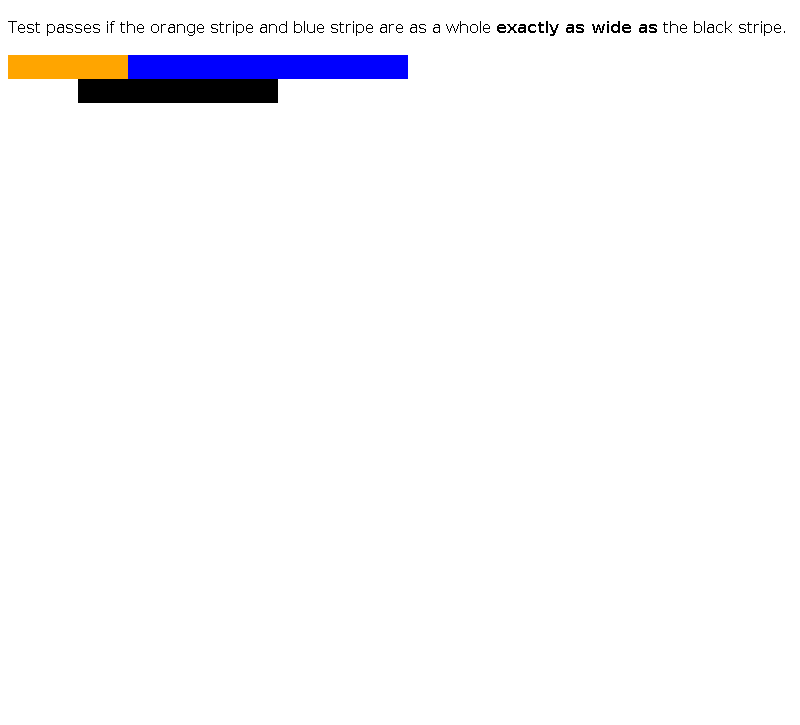 Test passes if the orange stripe and blue stripe are as a whole exactly as wide as the black stripe.